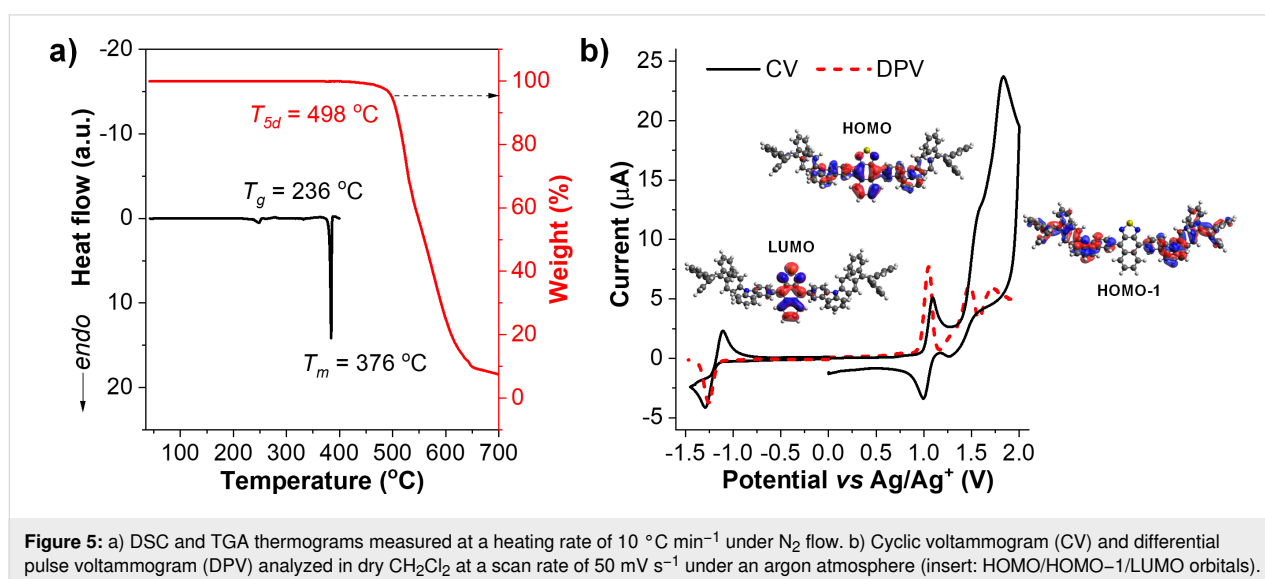 a)
-20
-10
0
10
20
Heat flow (a.u.)
endo
T5d = 498 °C
Tg = 236 °C
Tm = 376 °C
100
80
60
40
20
0
Weight (%)
100 200 300 400 500 600 700
Temperature (°C)
b)
CV DPV
25
20
15
10
5
0
-5
Current (μA)
HOMO
LUMO
HOMO-1
-1.5 -1.0 -0.5 0.0 0.5 1.0 1.5 2.0
Potential vs Ag/Ag⁺ (V)
Figure 5: a) DSC and TGA thermograms measured at a heating rate of 10 °C min⁻¹ under N₂ flow. b) Cyclic voltammogram (CV) and differential
pulse voltammogram (DPV) analyzed in dry CH₂Cl₂ at a scan rate of 50 mV s⁻¹ under an argon atmosphere (insert: HOMO/HOMO−1/LUMO orbitals).